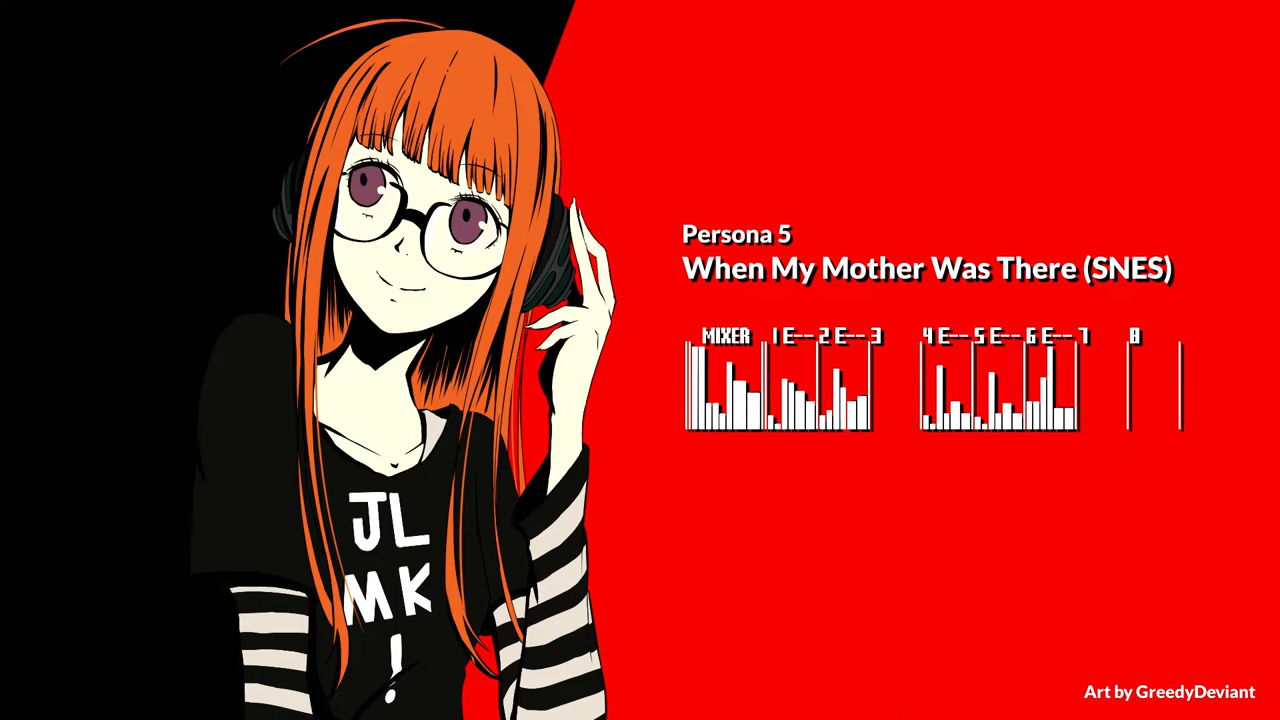 Persona 5
When My Mother Was There (SNES)
MIXER 1 E-- 2 E-- 3 4 E-- 5 E-- 6 E-- 7 8
JL
MK
!
Art by GreedyDeviant